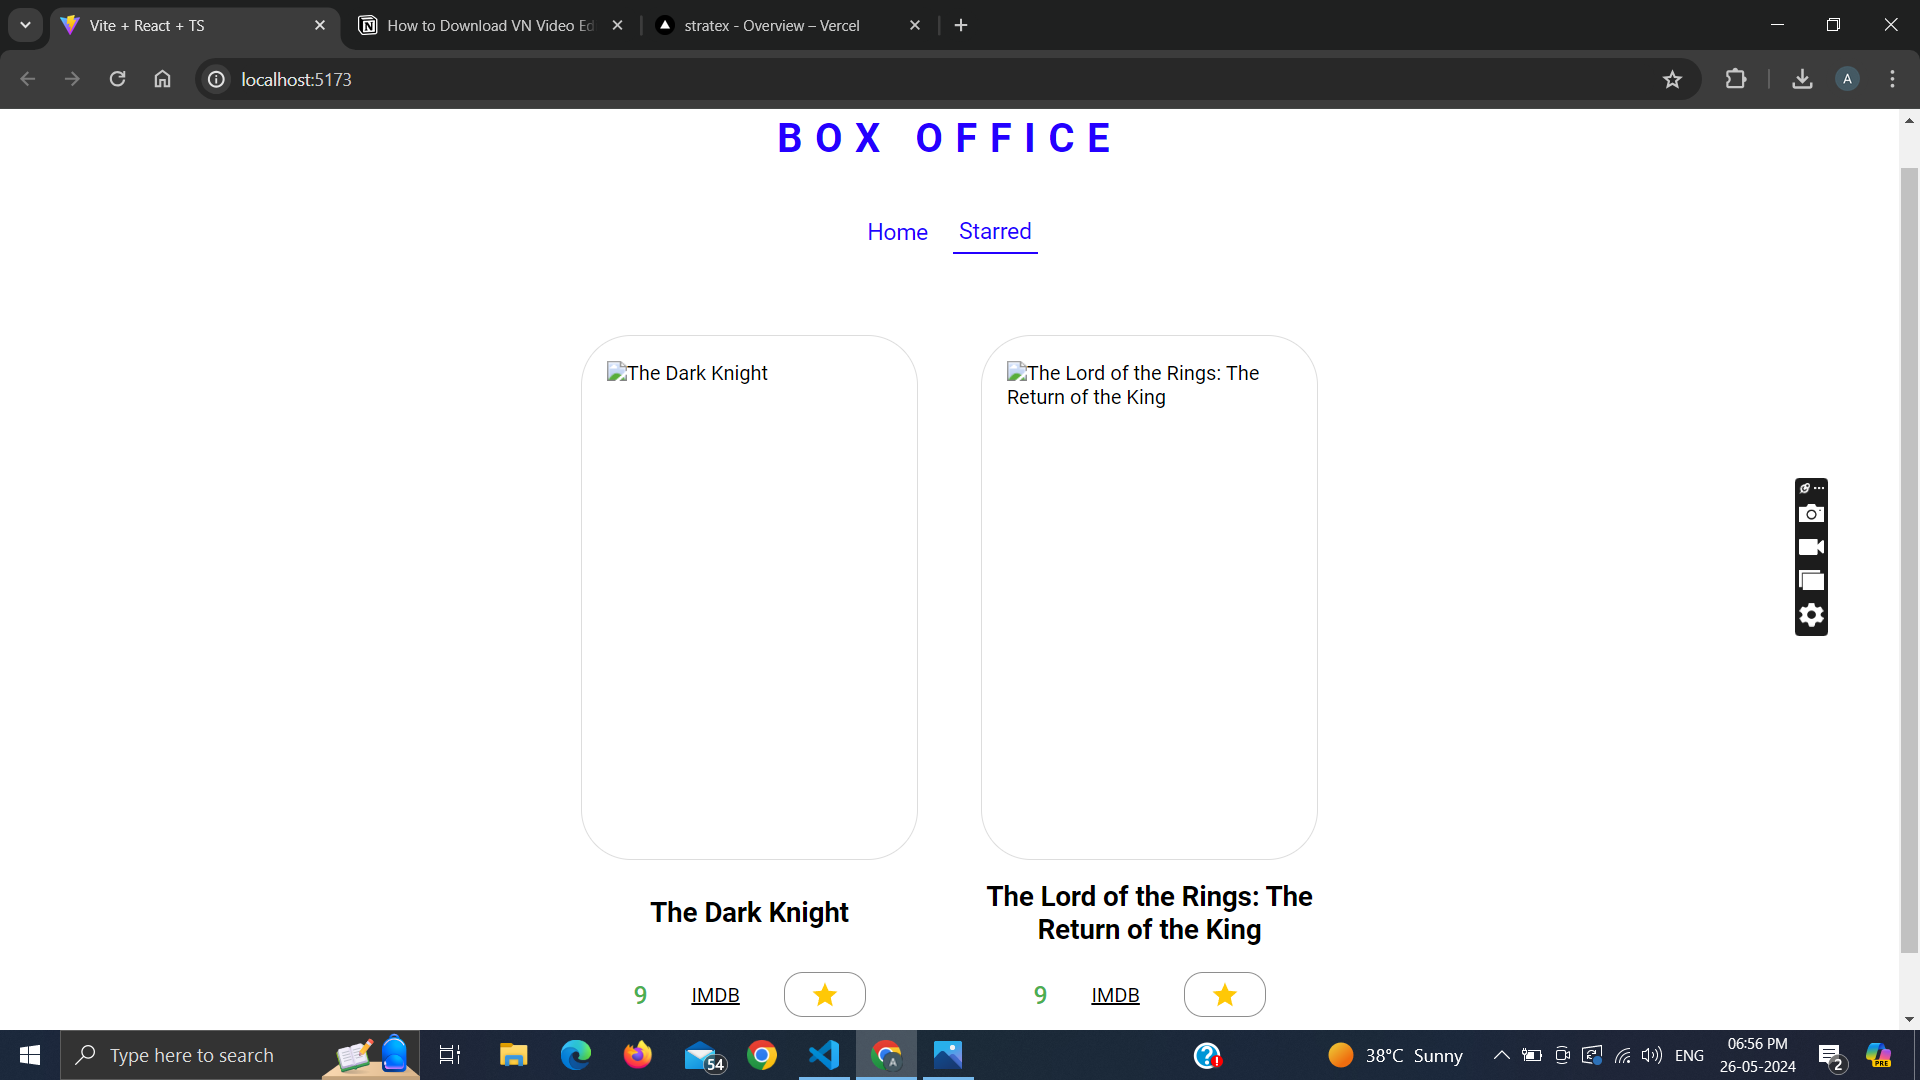 Vite + React + TS
How to Download VN Video Ed
stratex - Overview – Vercel
localhost:5173
A
BOX OFFICE
Home
Starred
The Dark Knight
The Lord of the Rings: The
Return of the King
The Dark Knight
The Lord of the Rings: The
Return of the King
9
IMDB
9
IMDB
Type here to search
54
A
38°C Sunny
ENG
06:56 PM
26-05-2024
2
PRE